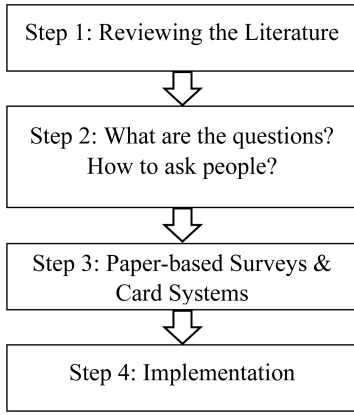 Step 1: Reviewing the Literature
Step 2: What are the questions?
How to ask people?
Step 3: Paper-based Surveys &
Card Systems
Step 4: Implementation